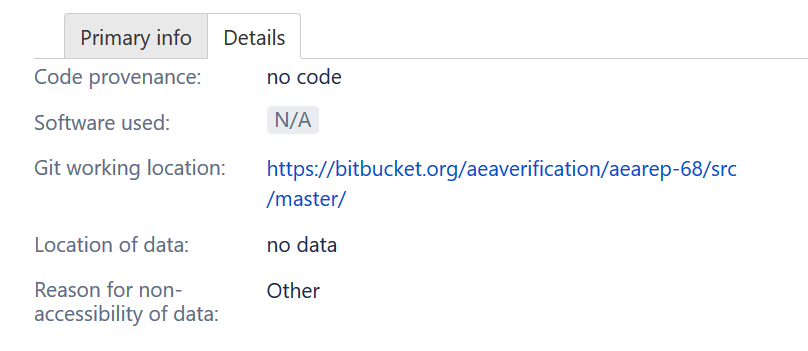 Primary info Details
Code provenance: no code
Software used: N/A
Git working location: https://bitbucket.org/aeaverification/aearep-68/src
/master/
Location of data: no data
Reason for non- Other
accessibility of data: